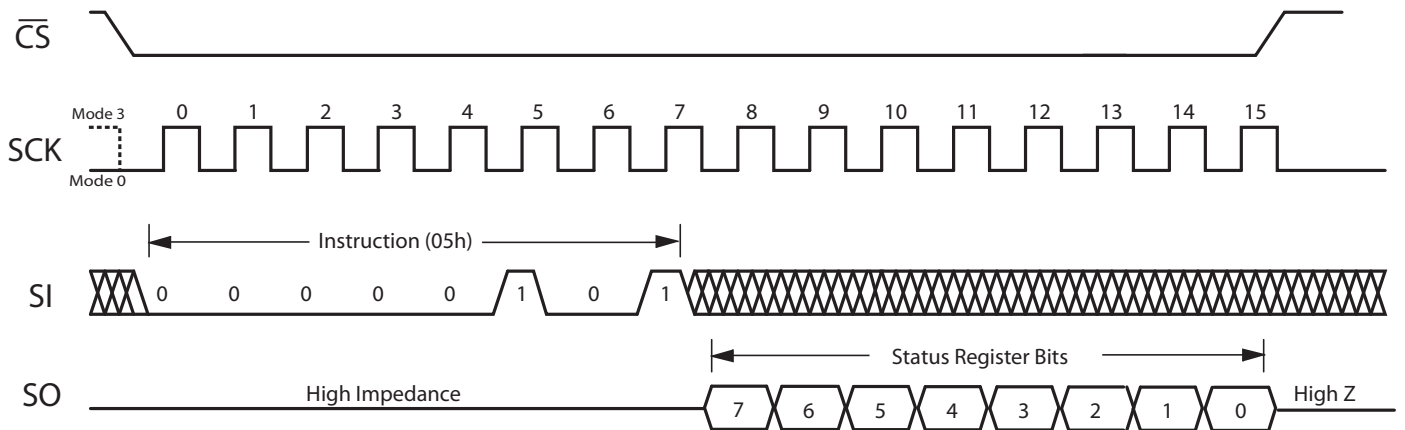 C̅S̅
Mode 3
0 1 2 3 4 5 6 7 8 9 10 11 12 13 14 15
SCK
Mode 0
Instruction (05h)
SI
0 0 0 0 0 1 0 1
Status Register Bits
SO
High Impedance
7 6 5 4 3 2 1 0
High Z